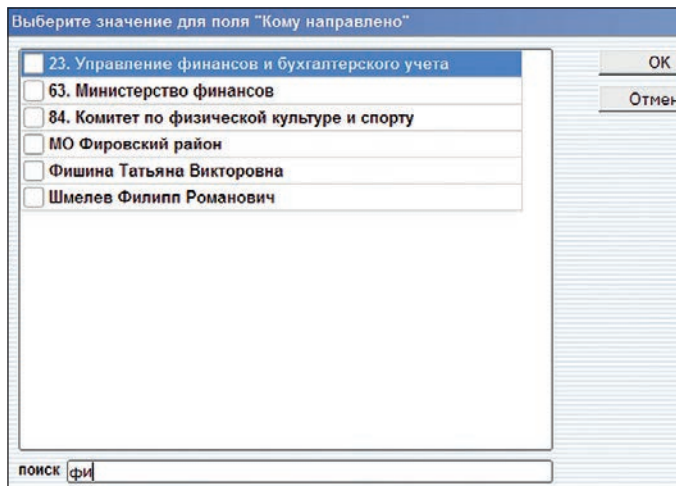 Выберите значение для поля "Кому направлено"
23. Управление финансов и бухгалтерского учета
OK
63. Министерство финансов
84. Комитет по физической культуре и спорту
Отмен
МО Фировский район
Фишина Татьяна Викторовна
Шмелев Филипп Романович
поиск фи